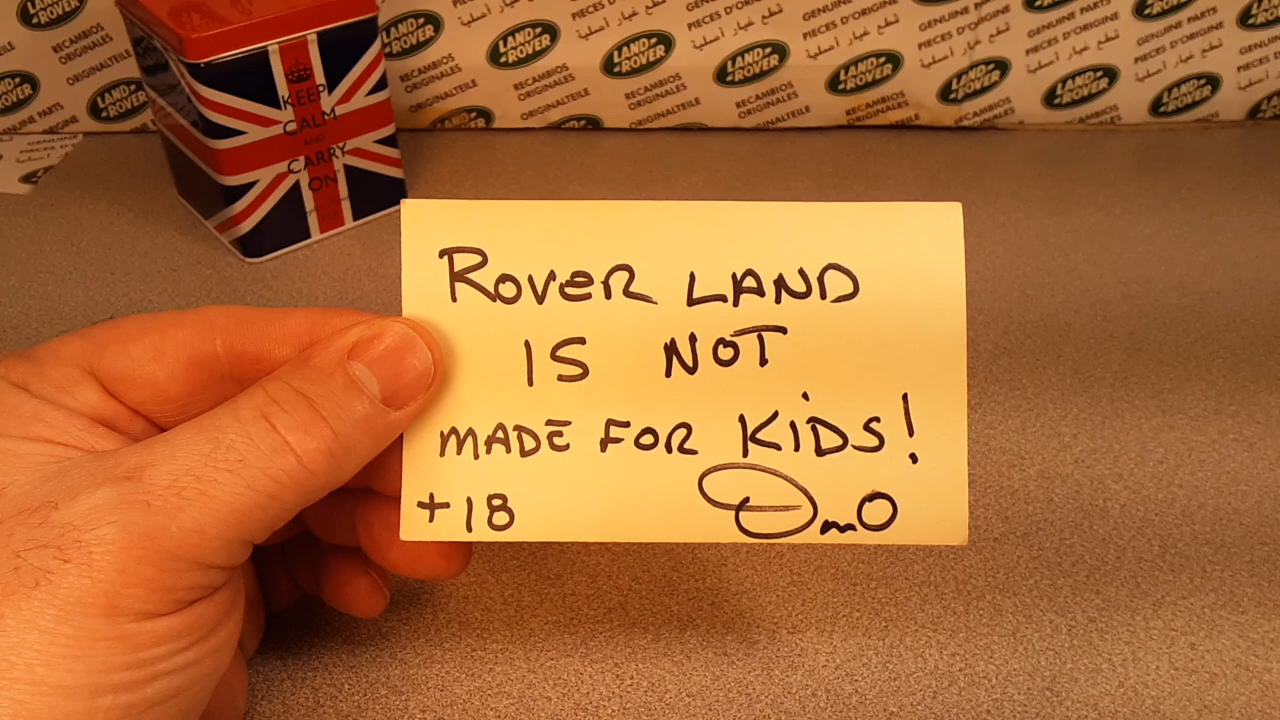 KEEP
CALM
AND
CARRY
ON
LAND ROVER
GENUINE PARTS
PIECES D'ORIGINE
قطع غيار أصلية
RECAMBIOS
ORIGINALES
ORIGINALTEILE
ROVER LAND
IS NOT
MADE FOR KiDS!
+18